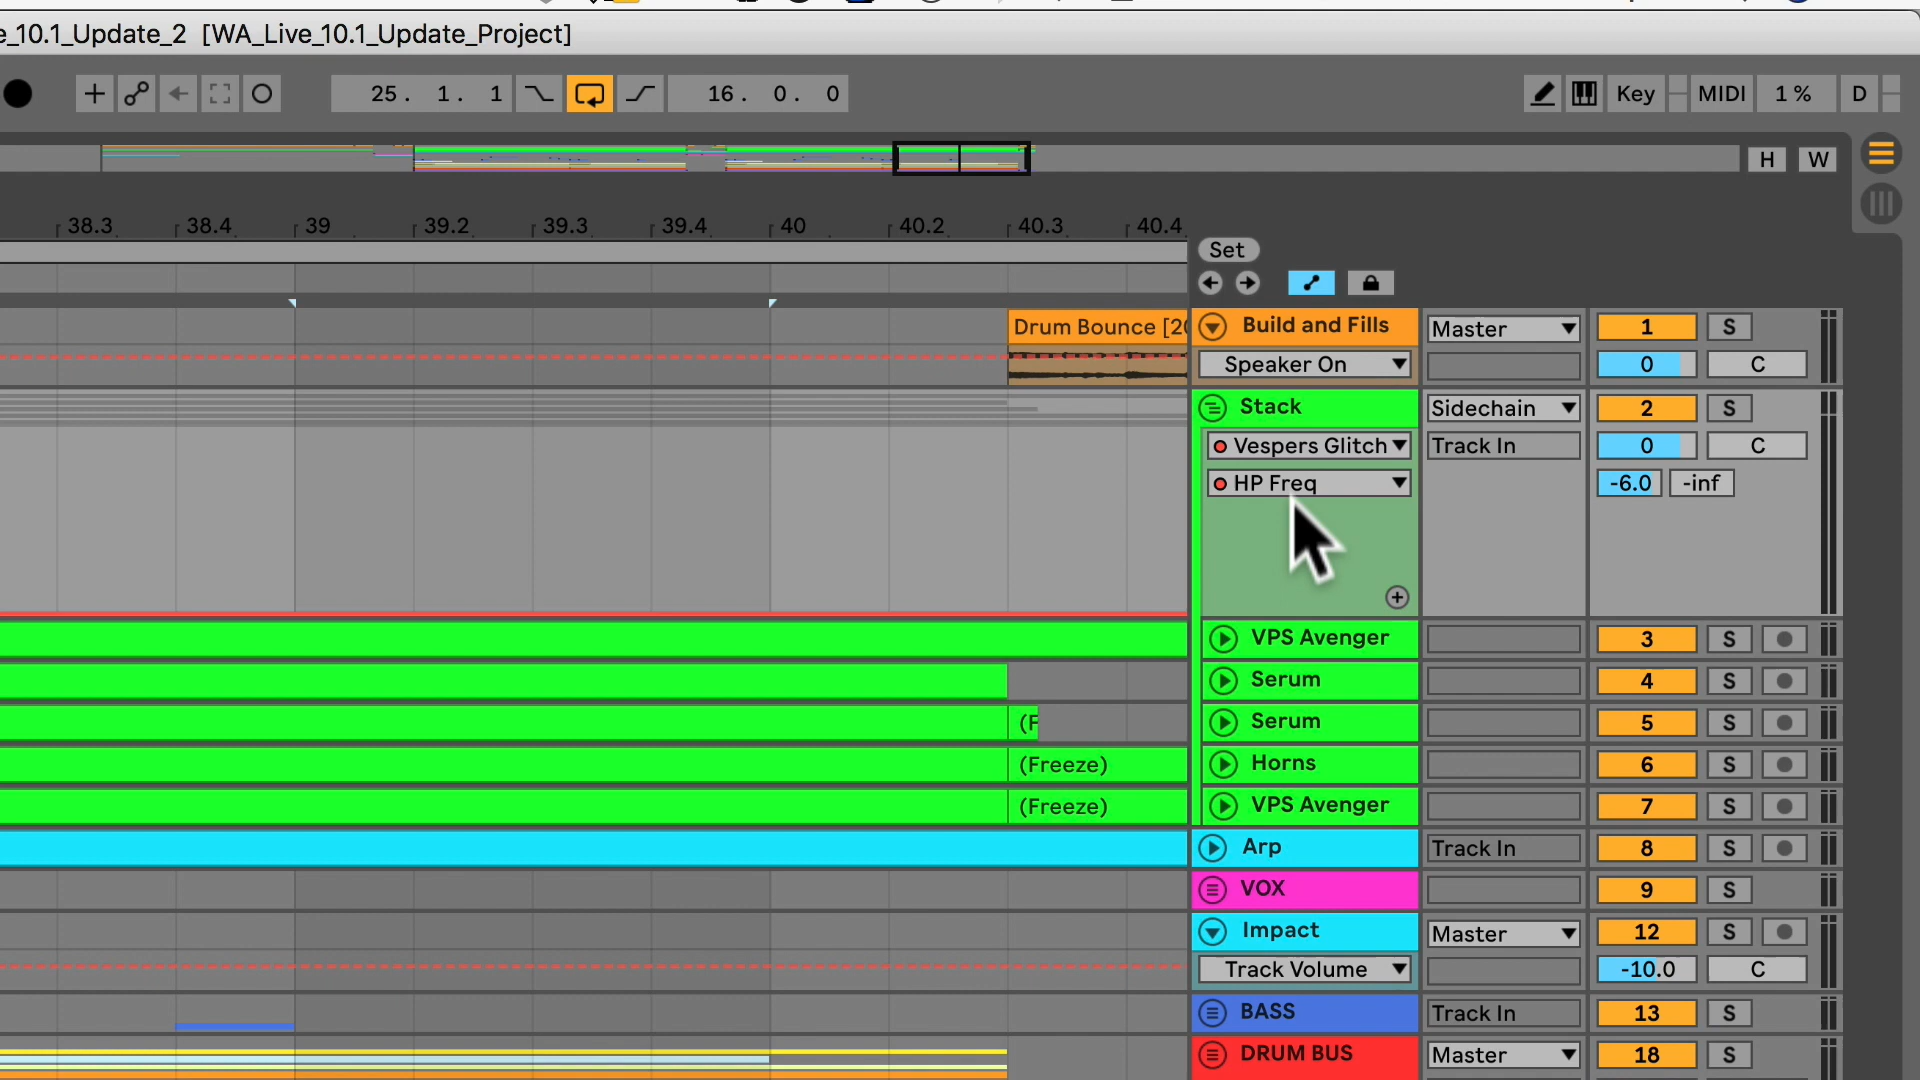 e_10.1_Update_2 [WA_Live_10.1_Update_Project]
25. 1. 1 16. 0. 0 Key MIDI 1 % D
H W
38.3 38.4 39 39.2 39.3 39.4 40 40.2 40.3 40.4
Set
Drum Bounce [20 Build and Fills Master 1 S
Speaker On 0 C
Stack Sidechain 2 S
Vespers Glitch Track In 0 C
HP Freq -6.0 -inf
VPS Avenger 3 S
Serum 4 S
(F Serum 5 S
(Freeze) Horns 6 S
(Freeze) VPS Avenger 7 S
Arp Track In 8 S
VOX 9 S
Impact Master 12 S
Track Volume -10.0 C
BASS Track In 13 S
DRUM BUS Master 18 S